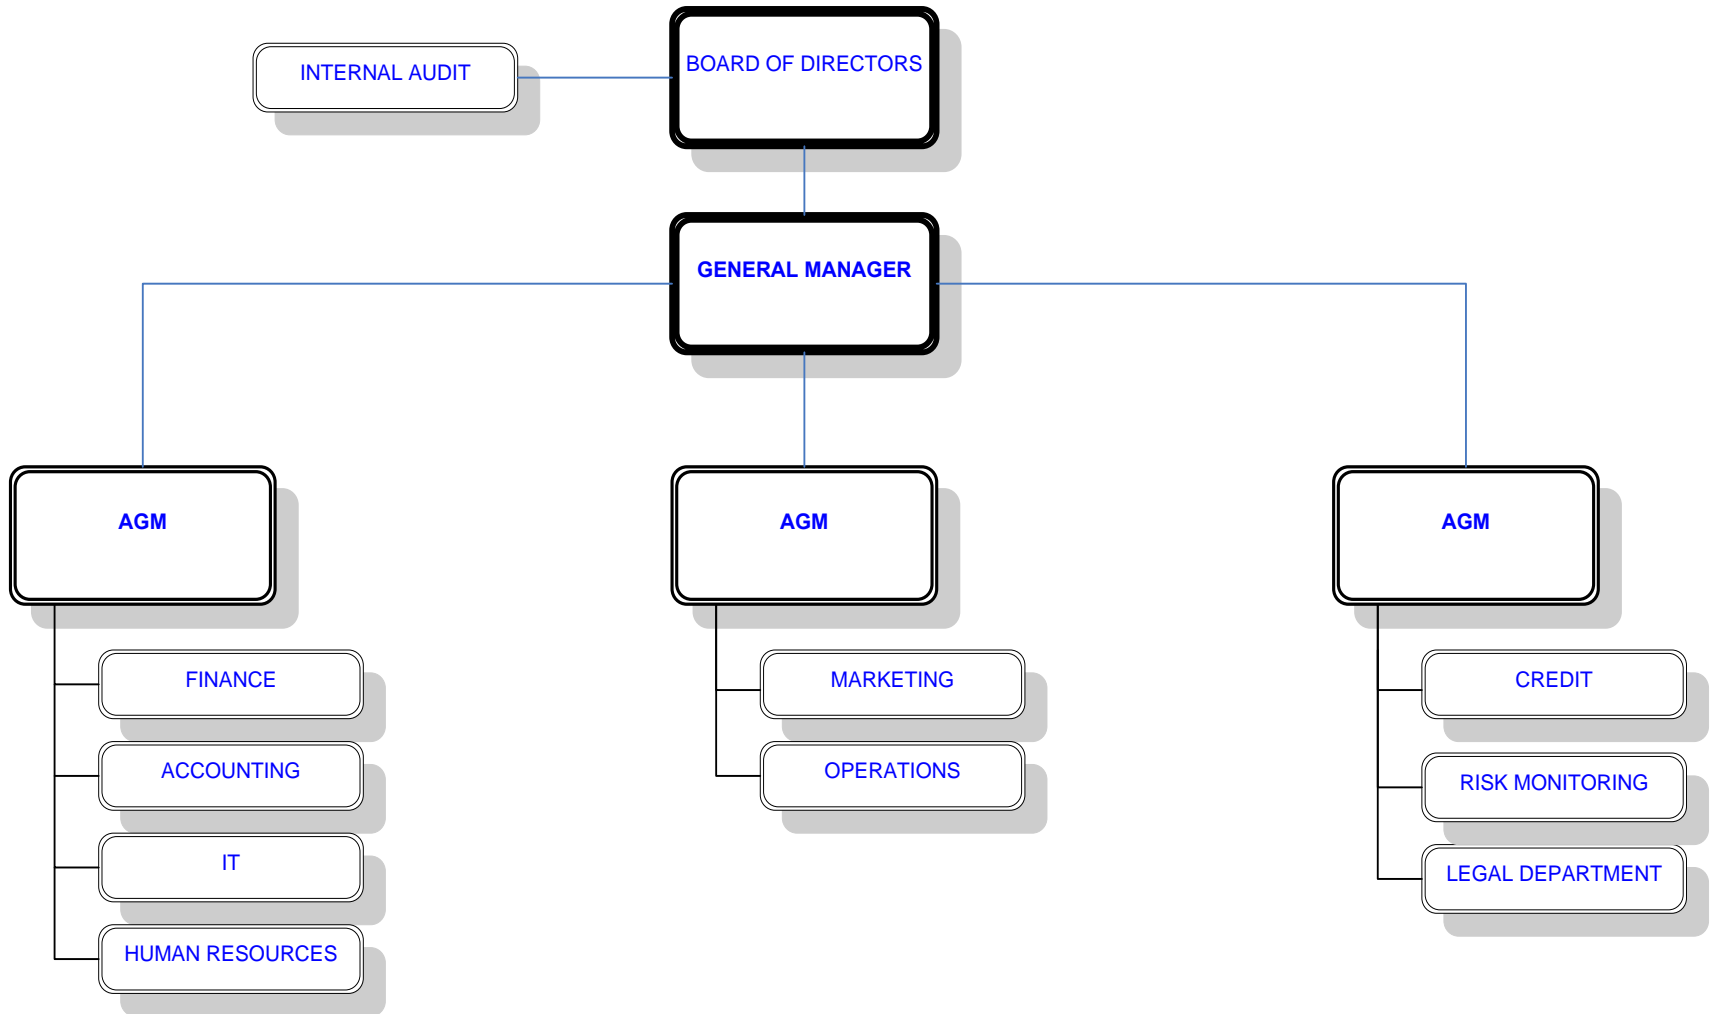 INTERNAL AUDIT
BOARD OF DIRECTORS
GENERAL MANAGER
AGM
AGM
AGM
FINANCE
ACCOUNTING
IT
HUMAN RESOURCES
MARKETING
OPERATIONS
CREDIT
RISK MONITORING
LEGAL DEPARTMENT